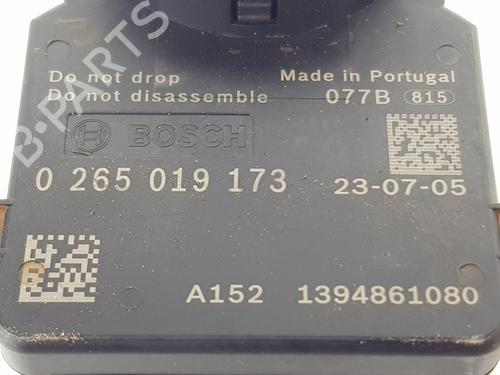 B-PARTS
Do not drop
Made in Portugal
Do not disassemble
077B 815
BOSCH
0 265 019 173
23-07-05
B
A152 1394861080